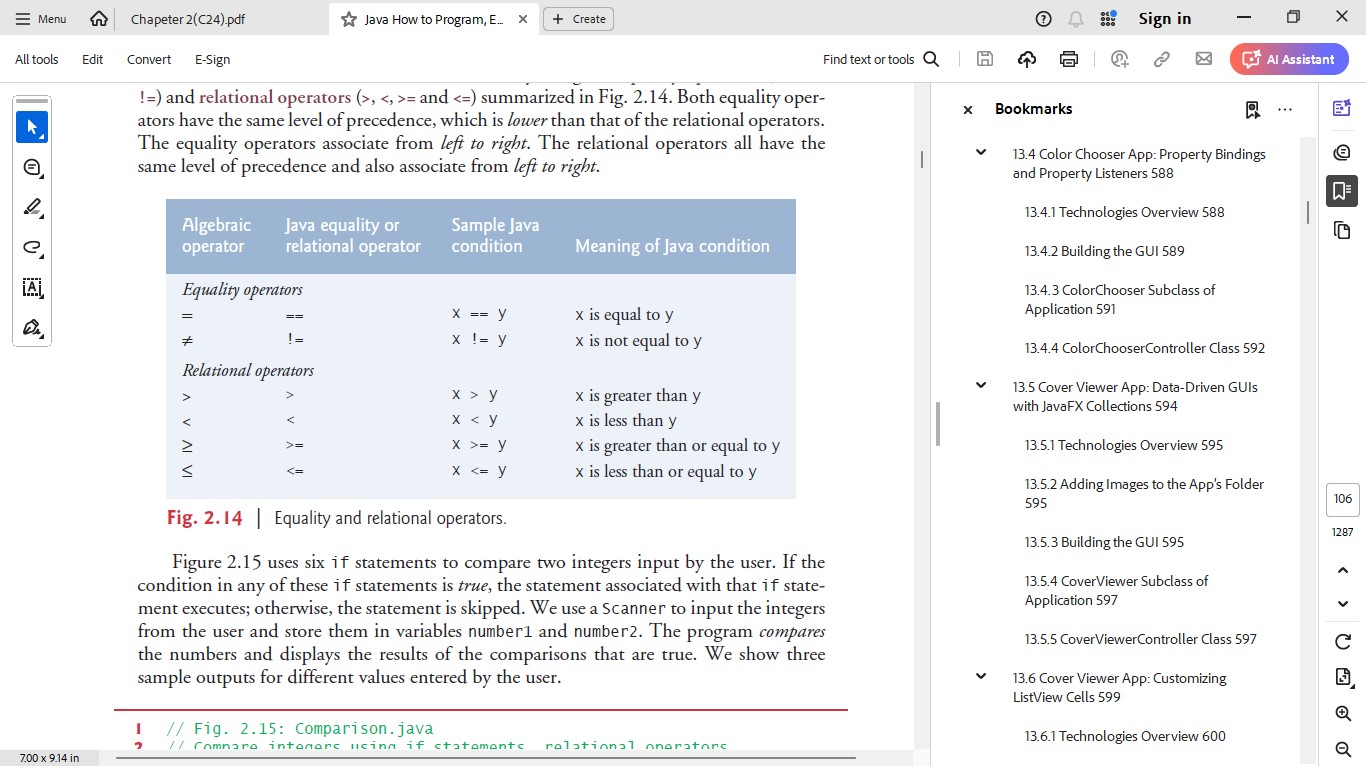 Menu
Chapeter 2(C24).pdf
Java How to Program, E...
Create
Sign in
All tools
Edit
Convert
E-Sign
Find text or tools
AI Assistant
!=) and relational operators (>, <, >= and <=) summarized in Fig. 2.14. Both equality oper-
ators have the same level of precedence, which is lower than that of the relational operators.
The equality operators associate from left to right. The relational operators all have the
same level of precedence and also associate from left to right.
Algebraic operator
Java equality or relational operator
Sample Java condition
Meaning of Java condition
Equality operators
= == x == y x is equal to y
≠ != x != y x is not equal to y
Relational operators
> > x > y x is greater than y
< < x < y x is less than y
≥ >= x >= y x is greater than or equal to y
≤ <= x <= y x is less than or equal to y
Fig. 2.14 | Equality and relational operators.
Figure 2.15 uses six if statements to compare two integers input by the user. If the
condition in any of these if statements is true, the statement associated with that if state-
ment executes; otherwise, the statement is skipped. We use a Scanner to input the integers
from the user and store them in variables number1 and number2. The program compares
the numbers and displays the results of the comparisons that are true. We show three
sample outputs for different values entered by the user.
1 // Fig. 2.15: Comparison.java
2 // Compare integers using if statements, relational operators
7.00 x 9.14 in
Bookmarks
13.4 Color Chooser App: Property Bindings
and Property Listeners 588
13.4.1 Technologies Overview 588
13.4.2 Building the GUI 589
13.4.3 ColorChooser Subclass of
Application 591
13.4.4 ColorChooserController Class 592
13.5 Cover Viewer App: Data-Driven GUIs
with JavaFX Collections 594
13.5.1 Technologies Overview 595
13.5.2 Adding Images to the App's Folder
595
13.5.3 Building the GUI 595
13.5.4 CoverViewer Subclass of
Application 597
13.5.5 CoverViewerController Class 597
13.6 Cover Viewer App: Customizing
ListView Cells 599
13.6.1 Technologies Overview 600
106
1287